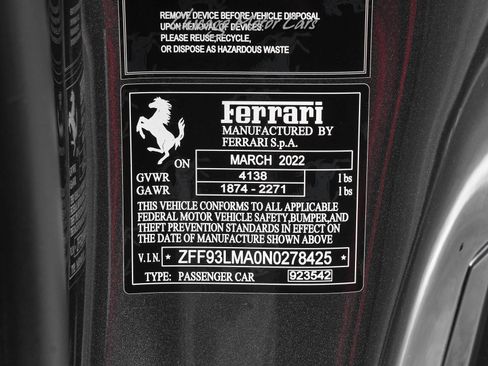 REMOVE DEVICE BEFORE VEHICLE DISPOSAL
UPON REMOVAL OF DEVICES.
PLEASE REUSE,RECYCLE,
OR DISPOSE AS HAZARDOUS WASTE
Ferrari
MANUFACTURED BY
FERRARI S.p.A.
ON MARCH 2022
GVWR 4138 lbs
GAWR 1874 - 2271 lbs
THIS VEHICLE CONFORMS TO ALL APPLICABLE
FEDERAL MOTOR VEHICLE SAFETY,BUMPER,AND
THEFT PREVENTION STANDARDS IN EFFECT ON
THE DATE OF MANUFACTURE SHOWN ABOVE
V.I.N. * ZFF93LMA0N0278425 *
TYPE: PASSENGER CAR 923542